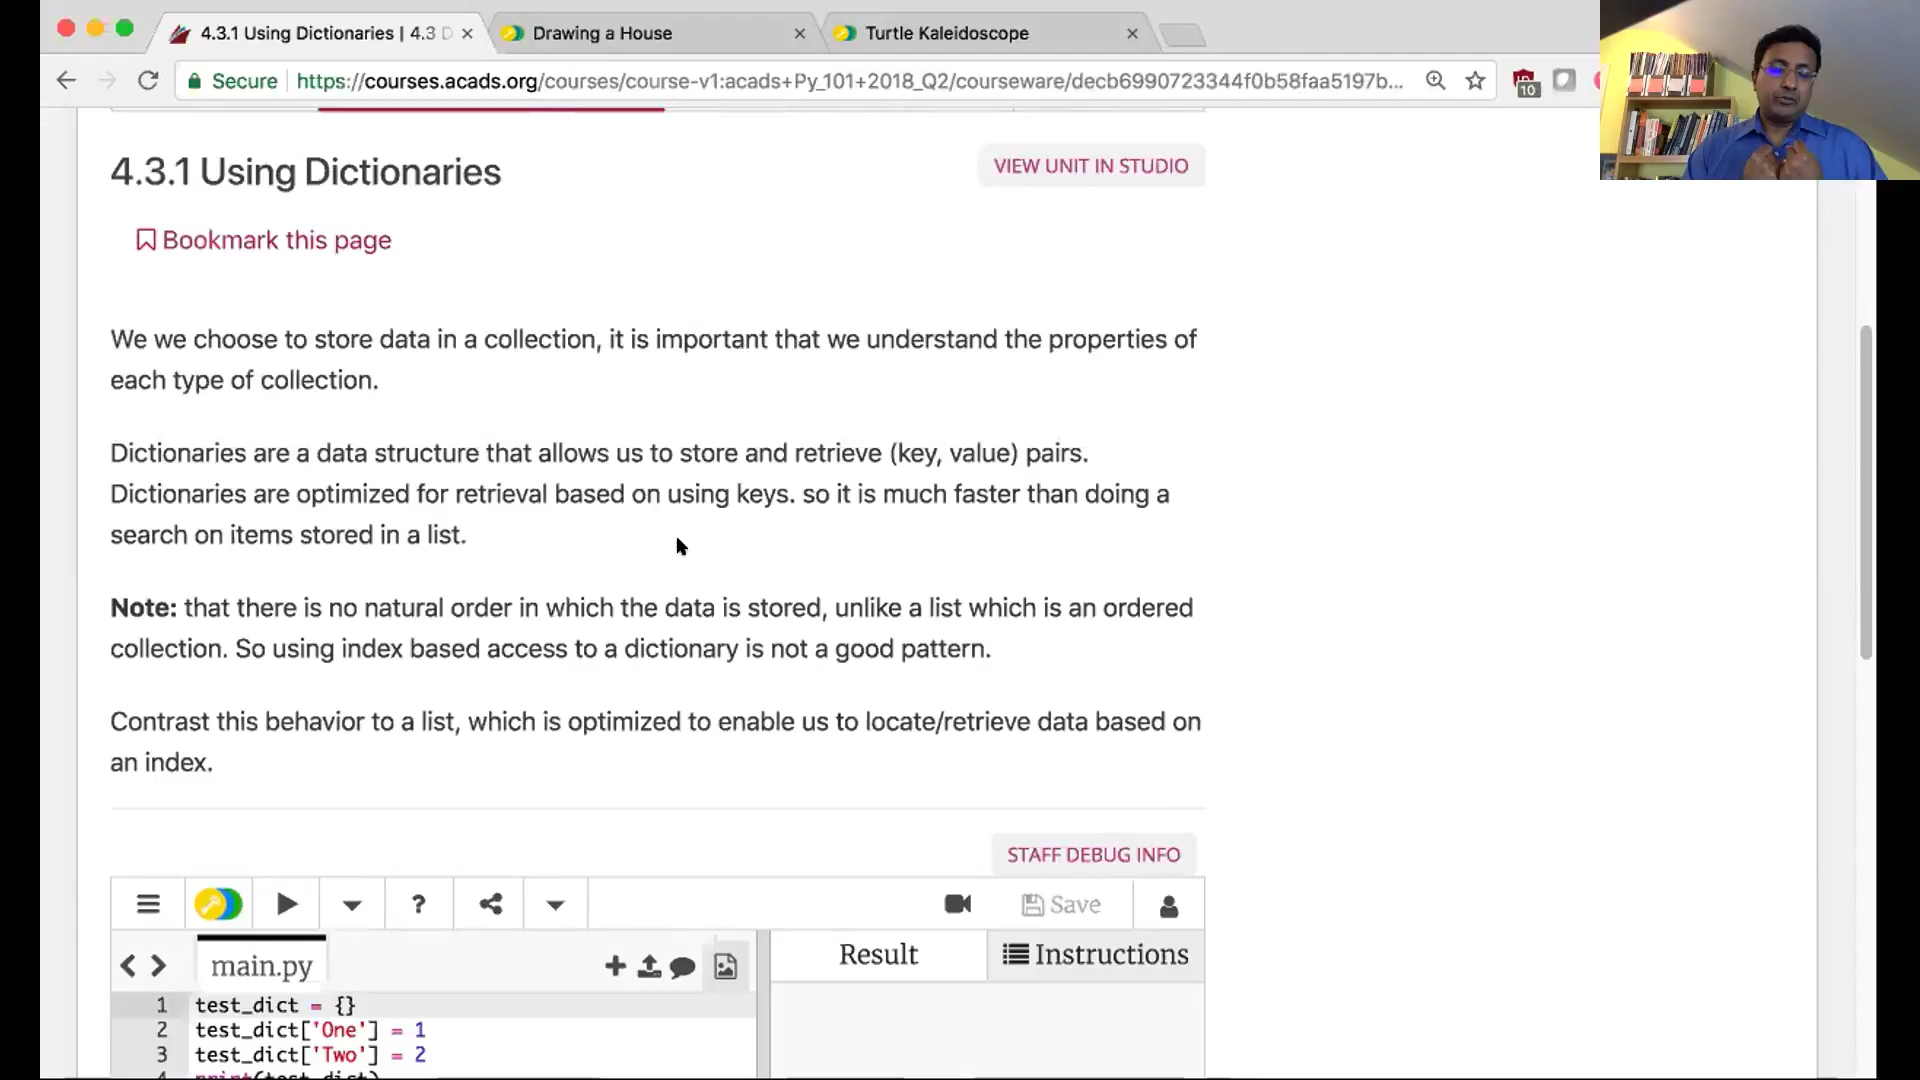 4.3.1 Using Dictionaries | 4.3 D
Drawing a House
Turtle Kaleidoscope
Secure
https://courses.acads.org/courses/course-v1:acads+Py_101+2018_Q2/courseware/decb6990723344f0b58faa5197b...
10
4.3.1 Using Dictionaries
VIEW UNIT IN STUDIO
Bookmark this page
We we choose to store data in a collection, it is important that we understand the properties of
each type of collection.
Dictionaries are a data structure that allows us to store and retrieve (key, value) pairs.
Dictionaries are optimized for retrieval based on using keys. so it is much faster than doing a
search on items stored in a list.
Note: that there is no natural order in which the data is stored, unlike a list which is an ordered
collection. So using index based access to a dictionary is not a good pattern.
Contrast this behavior to a list, which is optimized to enable us to locate/retrieve data based on
an index.
STAFF DEBUG INFO
?
Save
main.py
Result
Instructions
1 test_dict = {}
2 test_dict['One'] = 1
3 test_dict['Two'] = 2
4 print(test_dict)